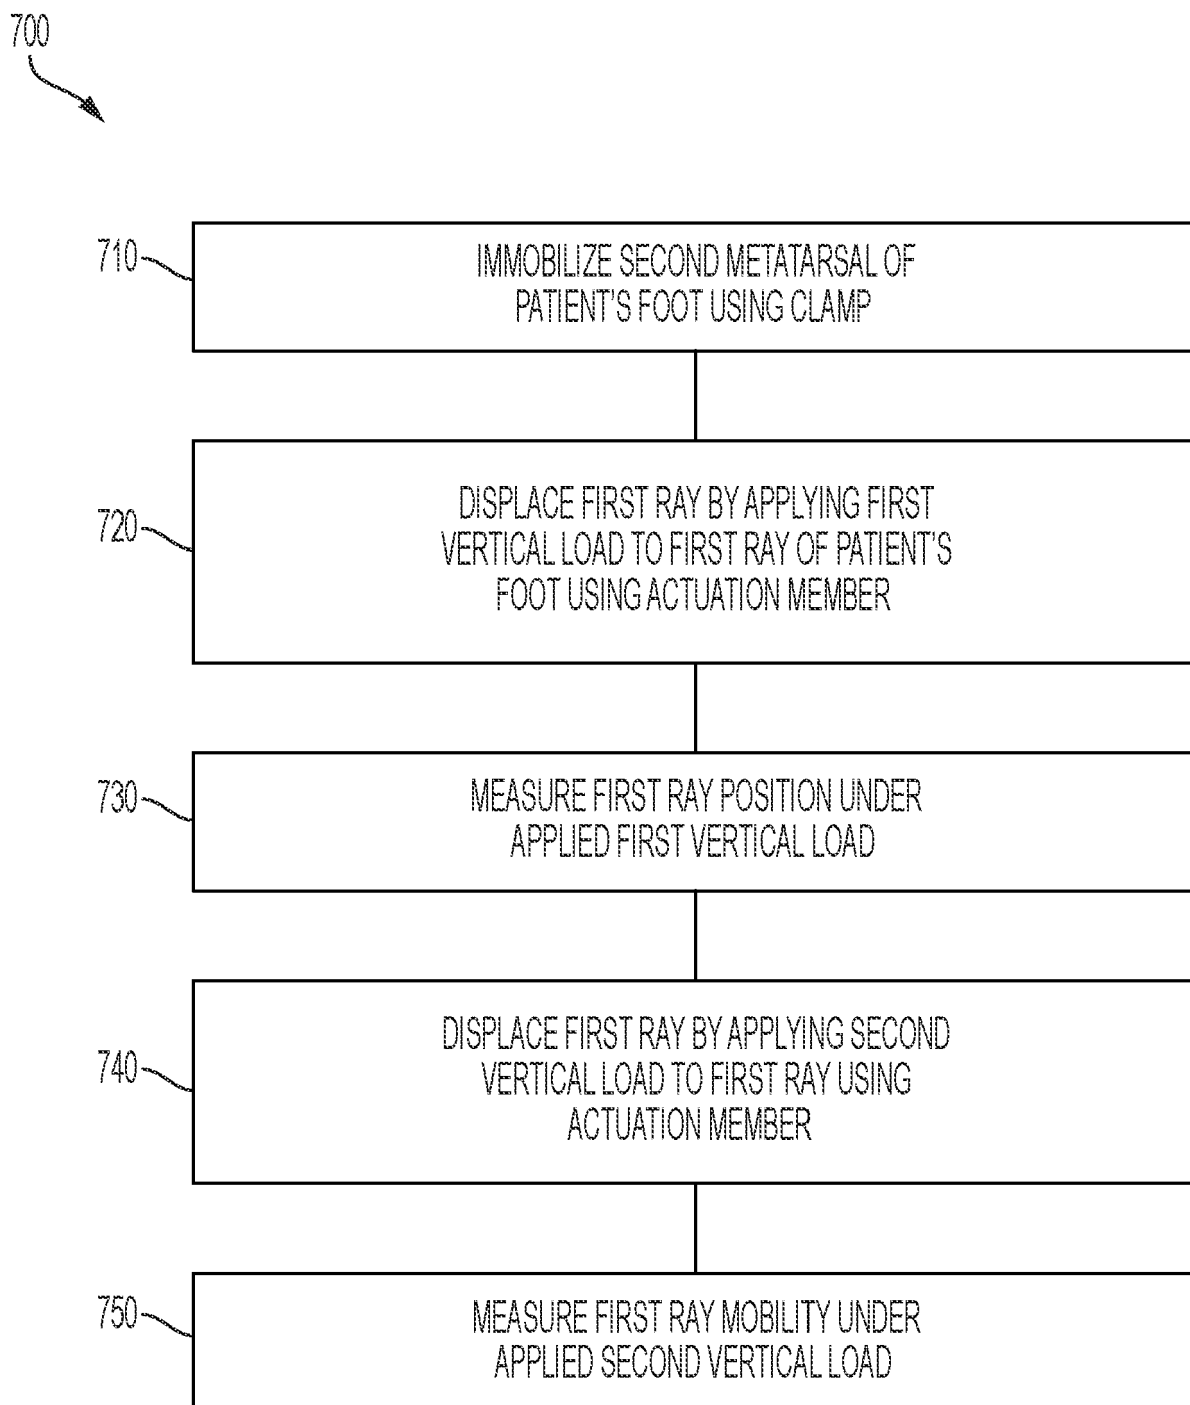 700
710
IMMOBILIZE SECOND METATARSAL OF
PATIENT'S FOOT USING CLAMP
720
DISPLACE FIRST RAY BY APPLYING FIRST
VERTICAL LOAD TO FIRST RAY OF PATIENT'S
FOOT USING ACTUATION MEMBER
730
MEASURE FIRST RAY POSITION UNDER
APPLIED FIRST VERTICAL LOAD
740
DISPLACE FIRST RAY BY APPLYING SECOND
VERTICAL LOAD TO FIRST RAY USING
ACTUATION MEMBER
750
MEASURE FIRST RAY MOBILITY UNDER
APPLIED SECOND VERTICAL LOAD